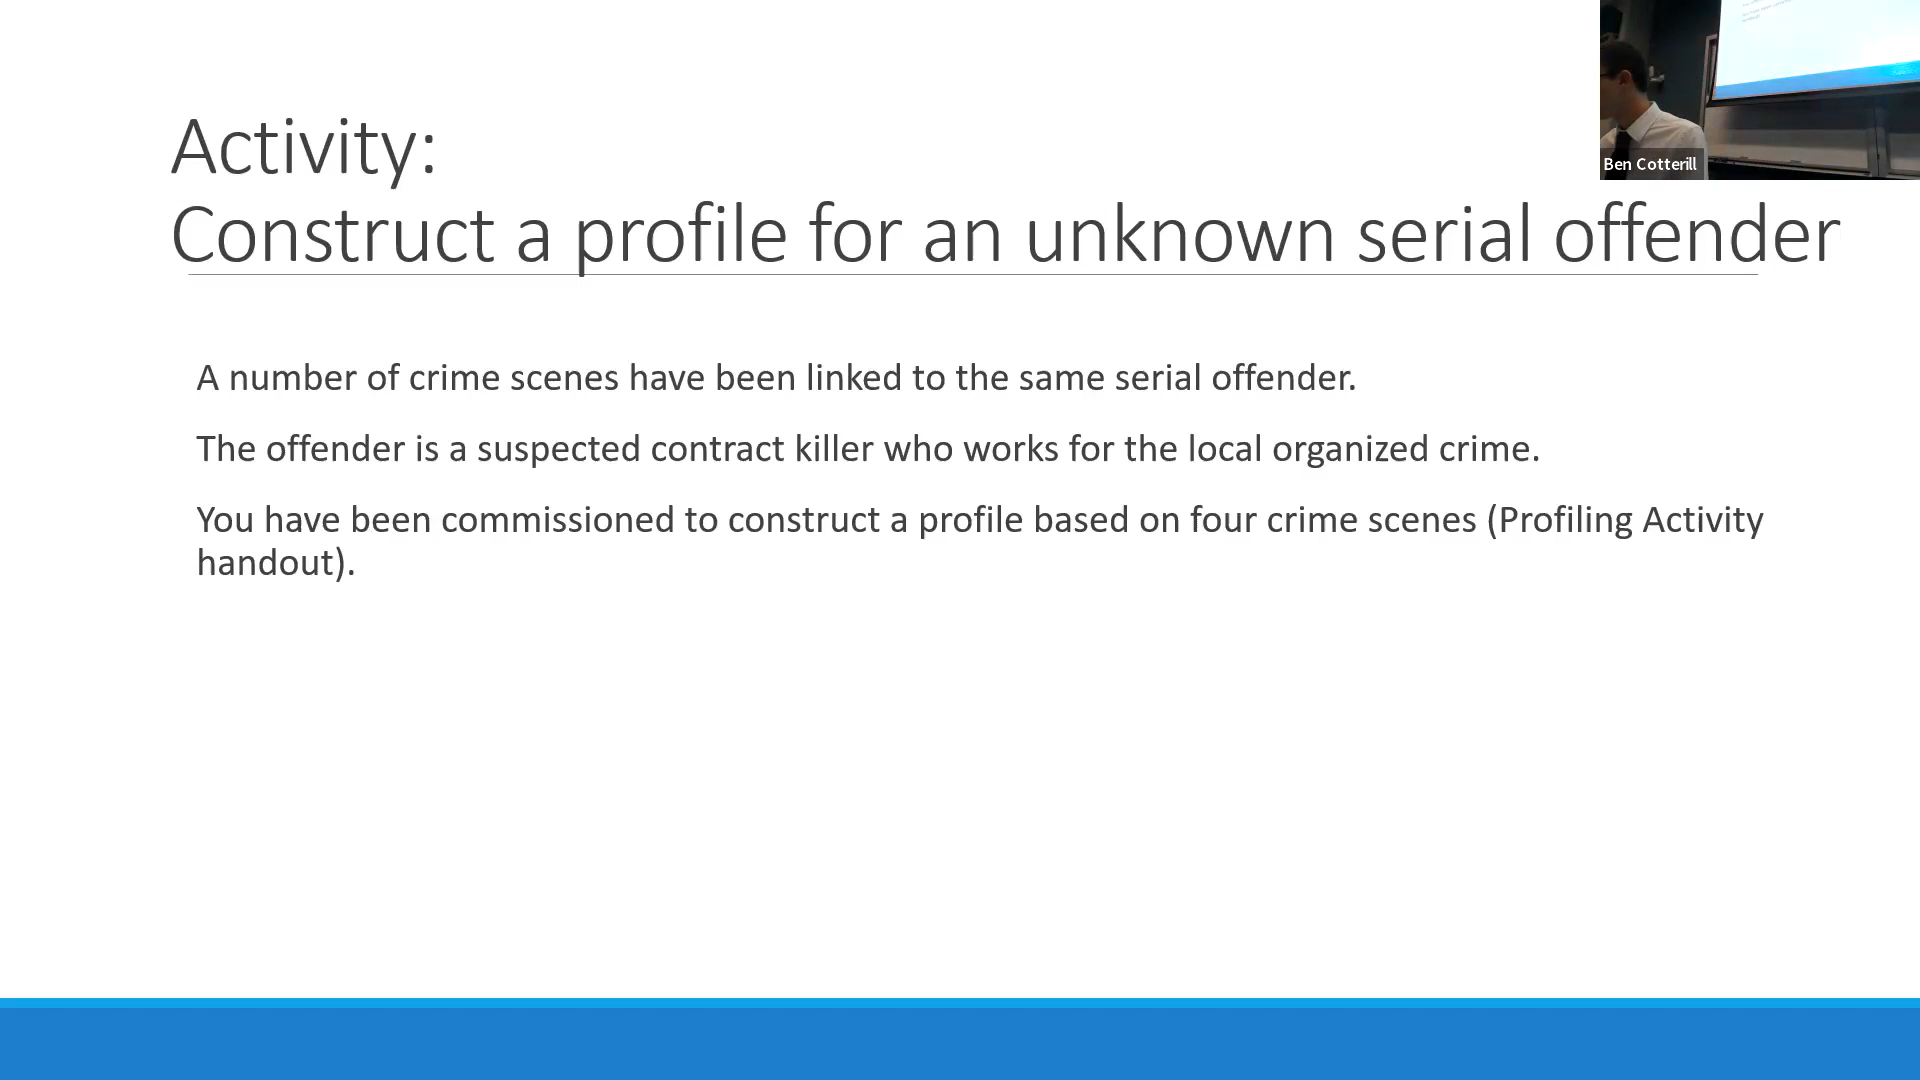 Activity:
Construct a profile for an unknown serial offender
Ben Cotterill
A number of crime scenes have been linked to the same serial offender.
The offender is a suspected contract killer who works for the local organized crime.
You have been commissioned to construct a profile based on four crime scenes (Profiling Activity
handout).